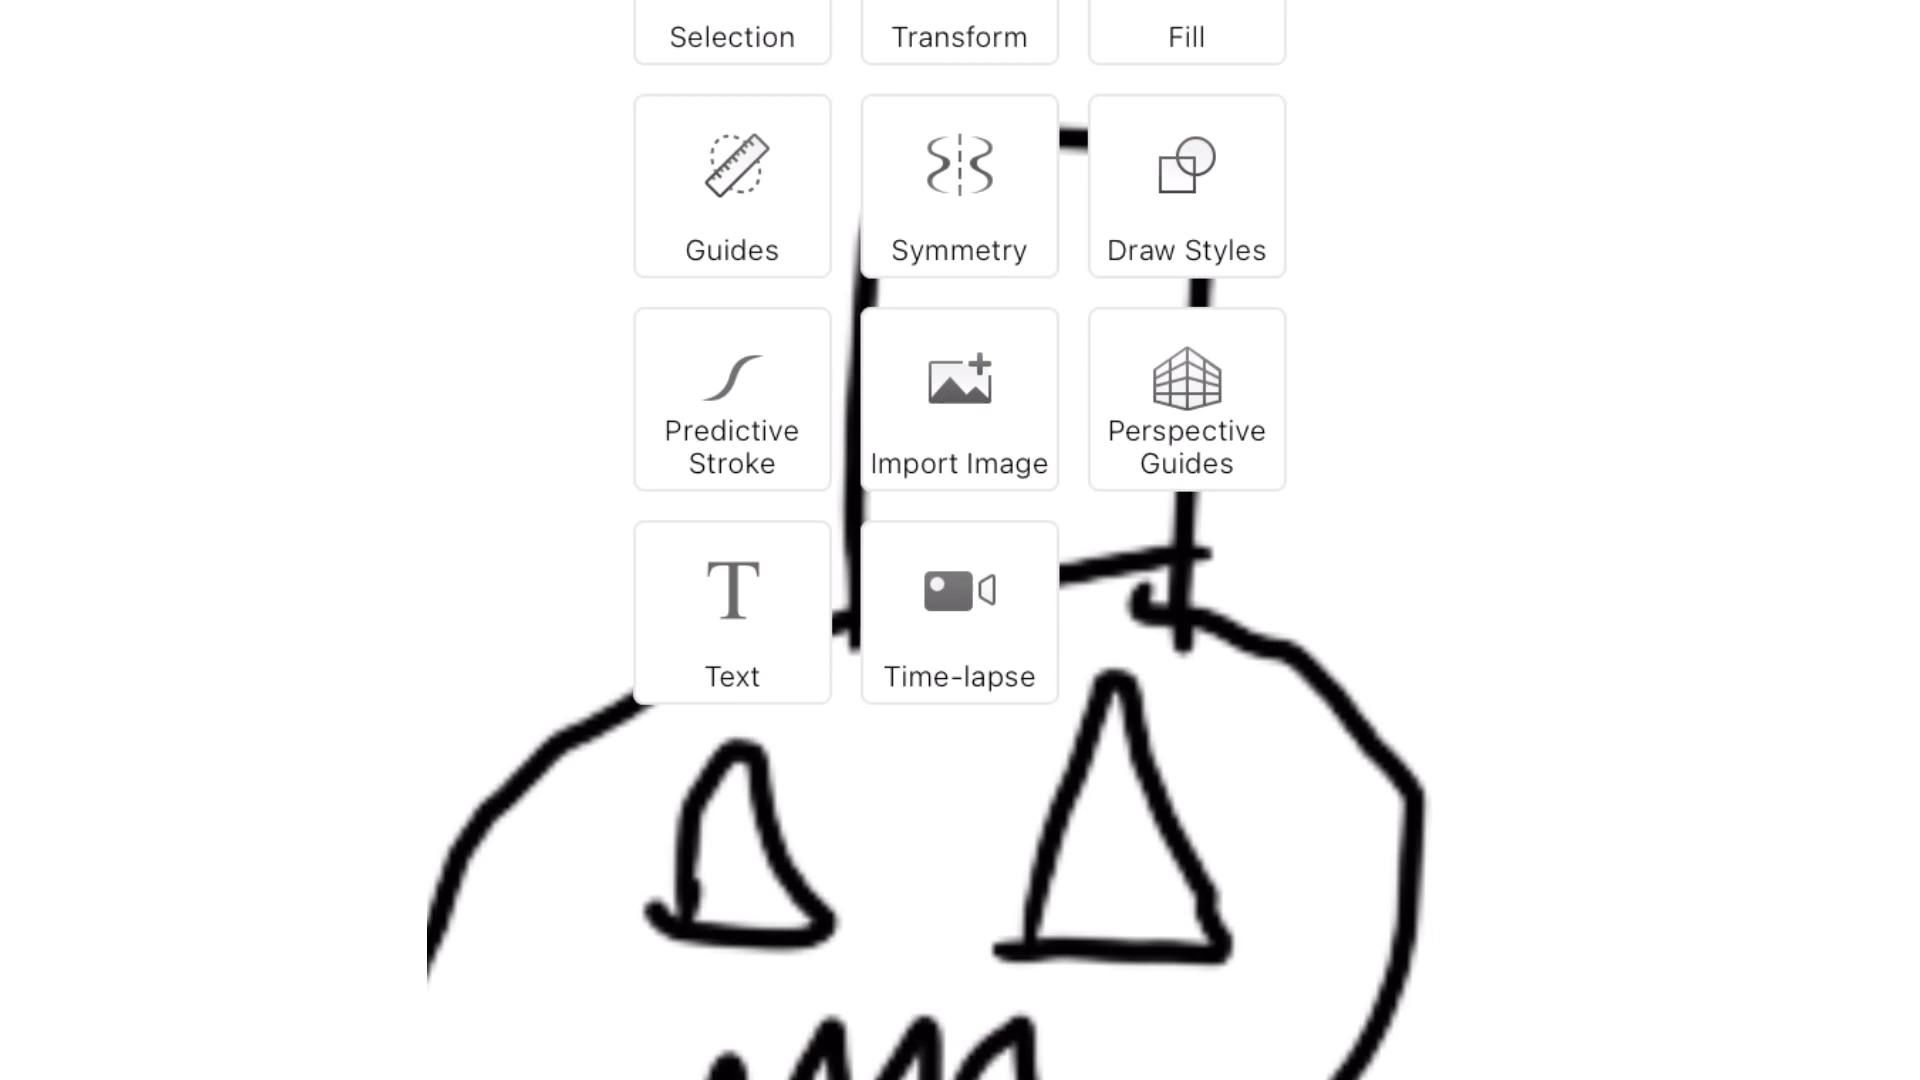 Selection
Transform
Fill
Guides
Symmetry
Draw Styles
Predictive
Stroke
Import Image
Perspective
Guides
Text
Time-lapse